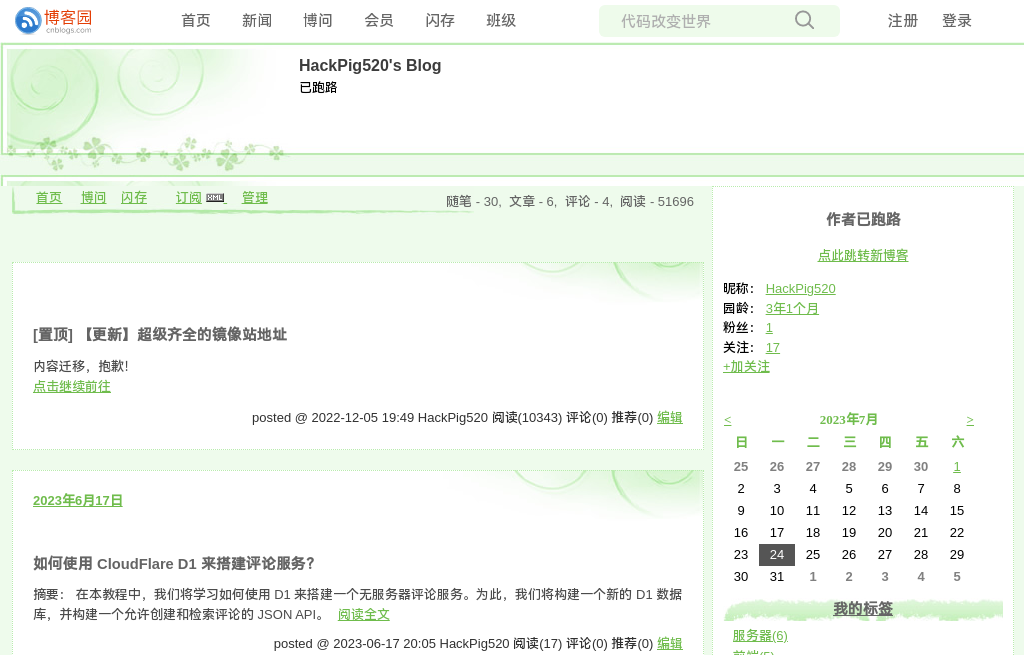 博客园 首页 新闻 博问 会员 闪存 班级 代码改变世界 注册 登录
cnblogs.com
HackPig520's Blog
已跑路
首页 博问 闪存 订阅 XML 管理
随笔 - 30, 文章 - 6, 评论 - 4, 阅读 - 51696
[置顶] 【更新】超级齐全的镜像站地址
内容迁移，抱歉！
点击继续前往
posted @ 2022-12-05 19:49 HackPig520 阅读(10343) 评论(0) 推荐(0) 编辑
2023年6月17日
如何使用 CloudFlare D1 来搭建评论服务？
摘要： 在本教程中，我们将学习如何使用 D1 来搭建一个无服务器评论服务。为此，我们将构建一个新的 D1 数据
库，并构建一个允许创建和检索评论的 JSON API。 阅读全文
posted @ 2023-06-17 20:05 HackPig520 阅读(17) 评论(0) 推荐(0) 编辑
作者已跑路
点此跳转新博客
昵称： HackPig520
园龄： 3年1个月
粉丝： 1
关注： 17
+加关注
< 2023年7月 >
日 一 二 三 四 五 六
25 26 27 28 29 30 1
2 3 4 5 6 7 8
9 10 11 12 13 14 15
16 17 18 19 20 21 22
23 24 25 26 27 28 29
30 31 1 2 3 4 5
我的标签
服务器(6)
前端(5)